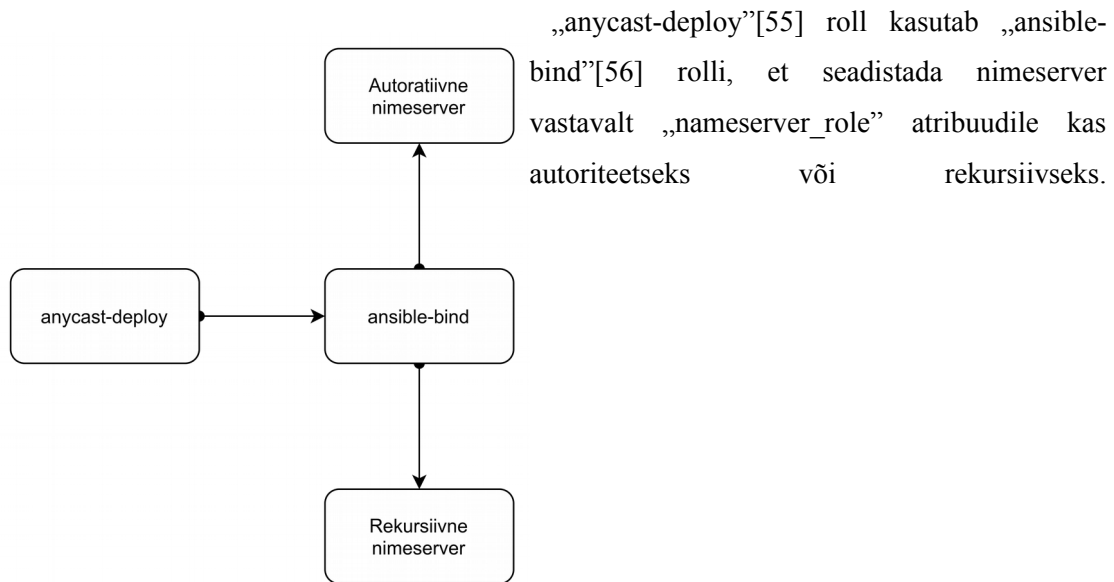 „anycast-deploy”[55] roll kasutab „ansible-
bind”[56] rolli, et seadistada nimeserver
vastavalt „nameserver_role” atribuudile kas
autoriteetseks või rekursiivseks.
Autoratiivne
nimeserver
anycast-deploy
ansible-bind
Rekursiivne
nimeserver